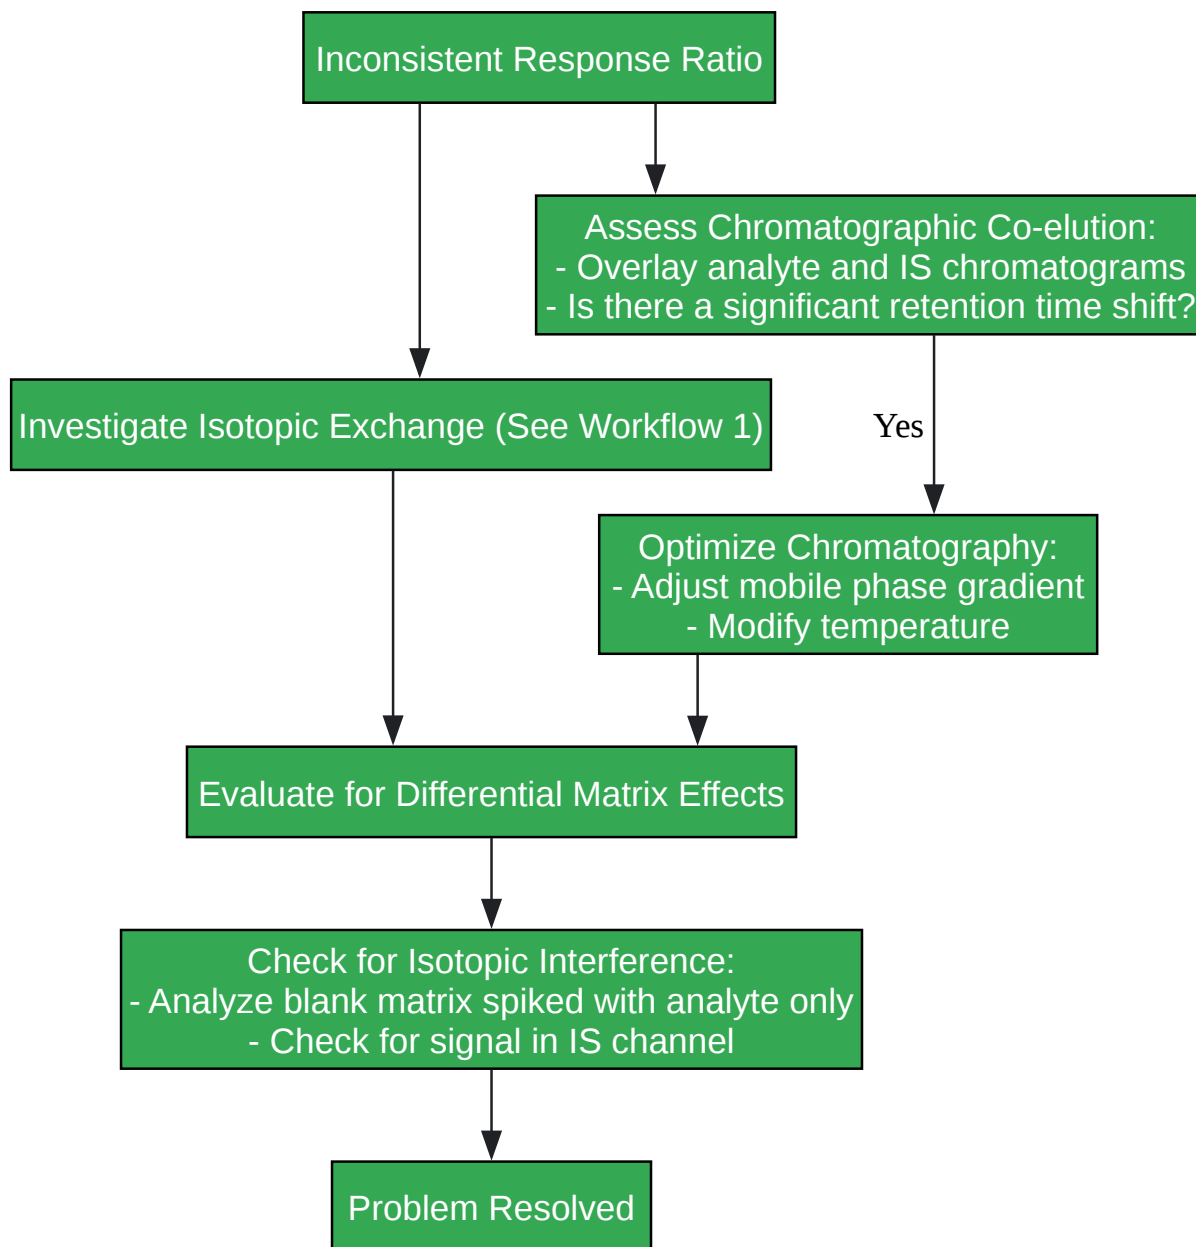 Inconsistent Response Ratio
Assess Chromatographic Co-elution:
- Overlay analyte and IS chromatograms
- Is there a significant retention time shift?
Investigate Isotopic Exchange (See Workflow 1)
Yes
Optimize Chromatography:
- Adjust mobile phase gradient
- Modify temperature
Evaluate for Differential Matrix Effects
Check for Isotopic Interference:
- Analyze blank matrix spiked with analyte only
- Check for signal in IS channel
Problem Resolved